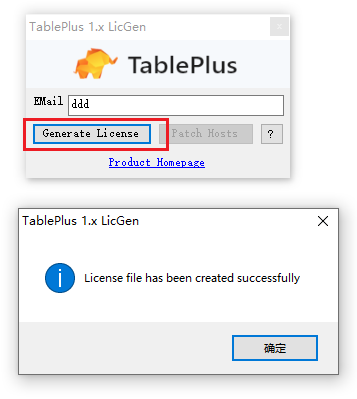 TablePlus 1.x LicGen
TablePlus
EMail ddd
Generate License Patch Hosts ?
Product Homepage
TablePlus 1.x LicGen
License file has been created successfully
确定